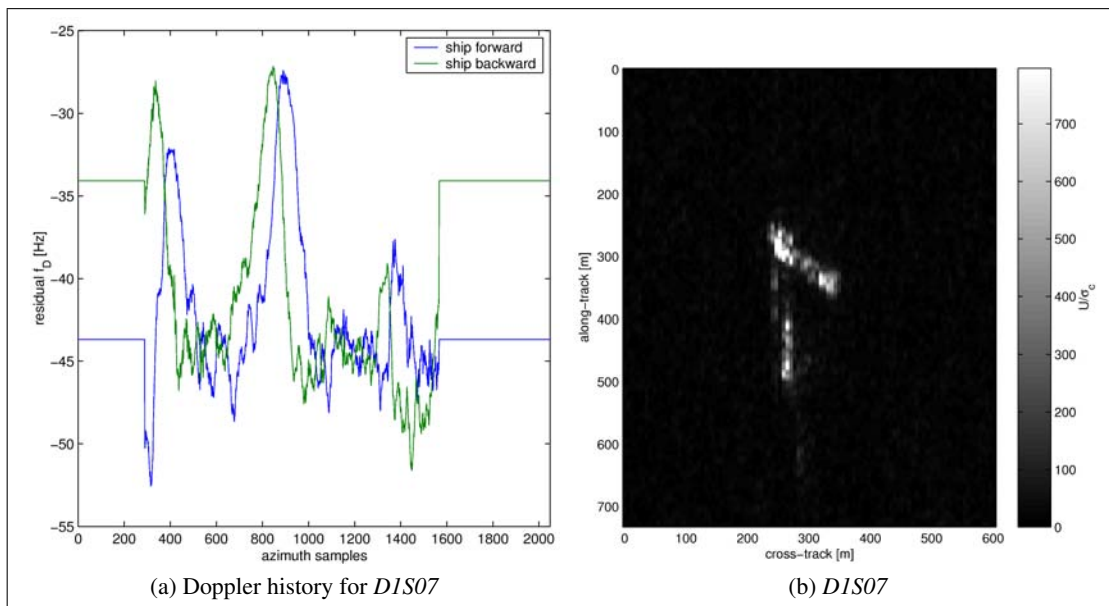 −25
−30
−35
−40
−45
−50
−55
0 200 400 600 800 1000 1200 1400 1600 1800 2000
azimuth samples
residual f_D [Hz]
ship forward
ship backward
(a) Doppler history for D1S07
0
100
200
300
400
500
600
700
0 100 200 300 400 500 600
cross−track [m]
along−track [m]
700
600
500
400
300
200
100
0
U/σ_c
(b) D1S07